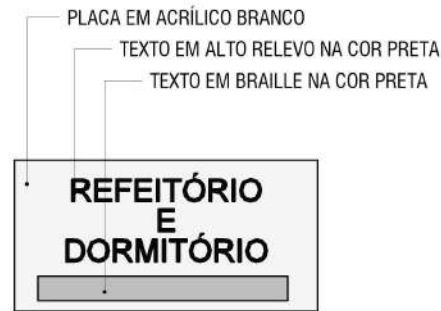 PLACA EM ACRÍLICO BRANCO
TEXTO EM ALTO RELEVO NA COR PRETA
TEXTO EM BRAILLE NA COR PRETA
REFEITÓRIO
E
DORMITÓRIO